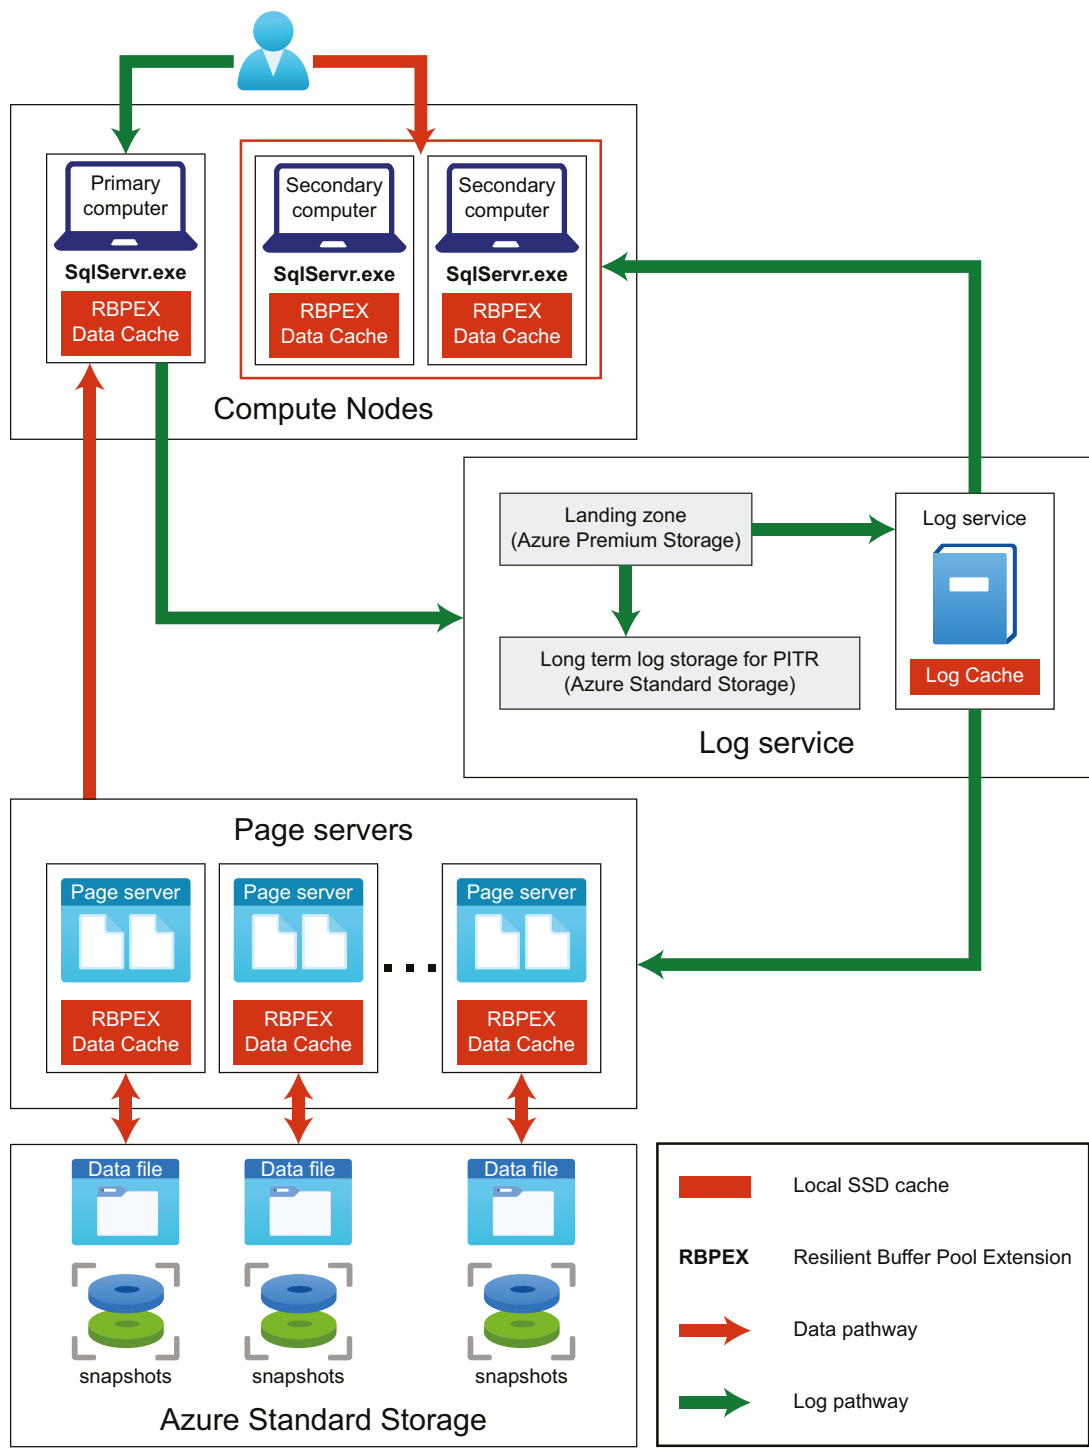 Primary
computer
SqlServr.exe
RBPEX
Data Cache
Secondary
computer
SqlServr.exe
RBPEX
Data Cache
Secondary
computer
SqlServr.exe
RBPEX
Data Cache
Compute Nodes
Landing zone
(Azure Premium Storage)
Long term log storage for PITR
(Azure Standard Storage)
Log service
Log Cache
Log service
Page servers
Page server
RBPEX
Data Cache
Page server
RBPEX
Data Cache
Page server
RBPEX
Data Cache
Data file
snapshots
Data file
snapshots
Data file
snapshots
Azure Standard Storage
Local SSD cache
RBPEX Resilient Buffer Pool Extension
Data pathway
Log pathway